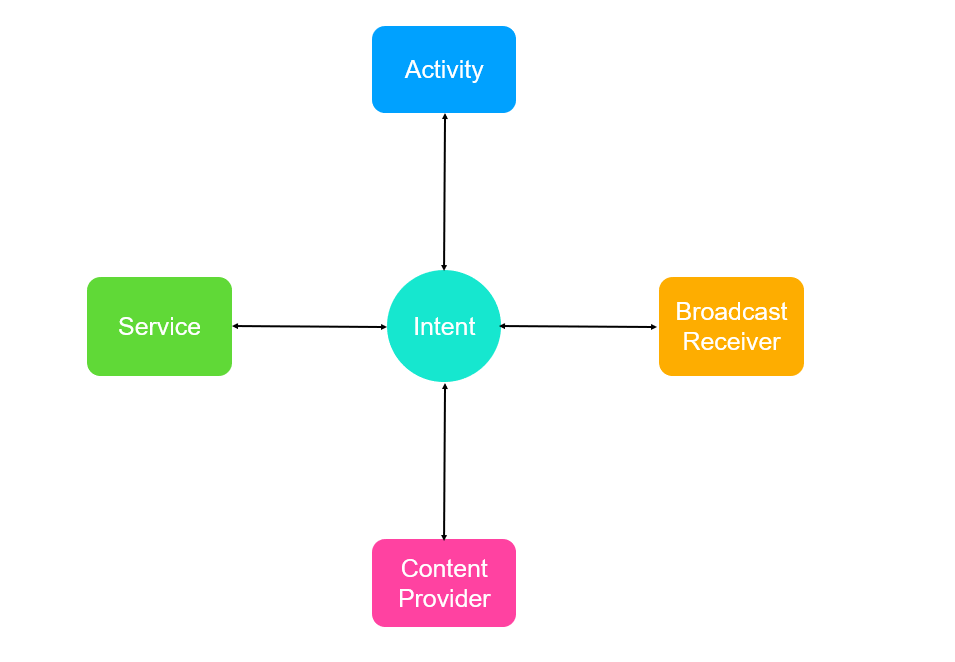 Activity
Service
Intent
Broadcast
Receiver
Content
Provider